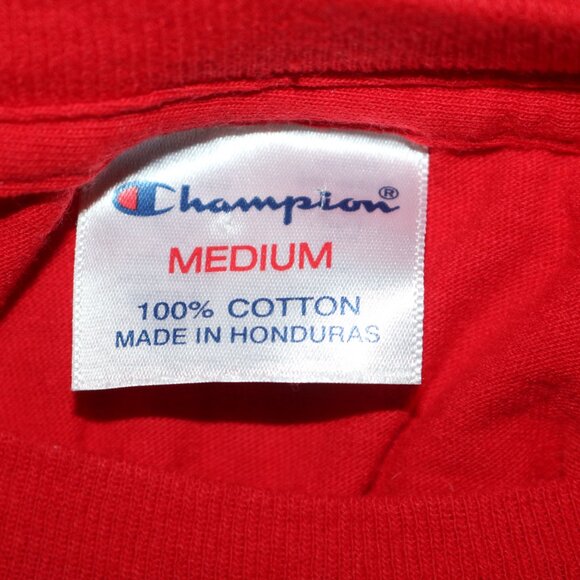 Champion®
MEDIUM
100% COTTON
MADE IN HONDURAS